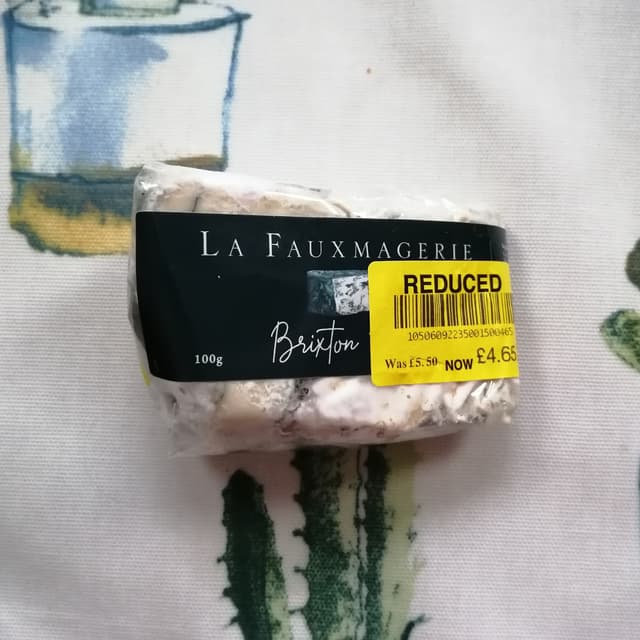 LA FAUXMAGERIE
Brixton
100g
REDUCED
10506092235001500465
Was £5.50 NOW £4.65